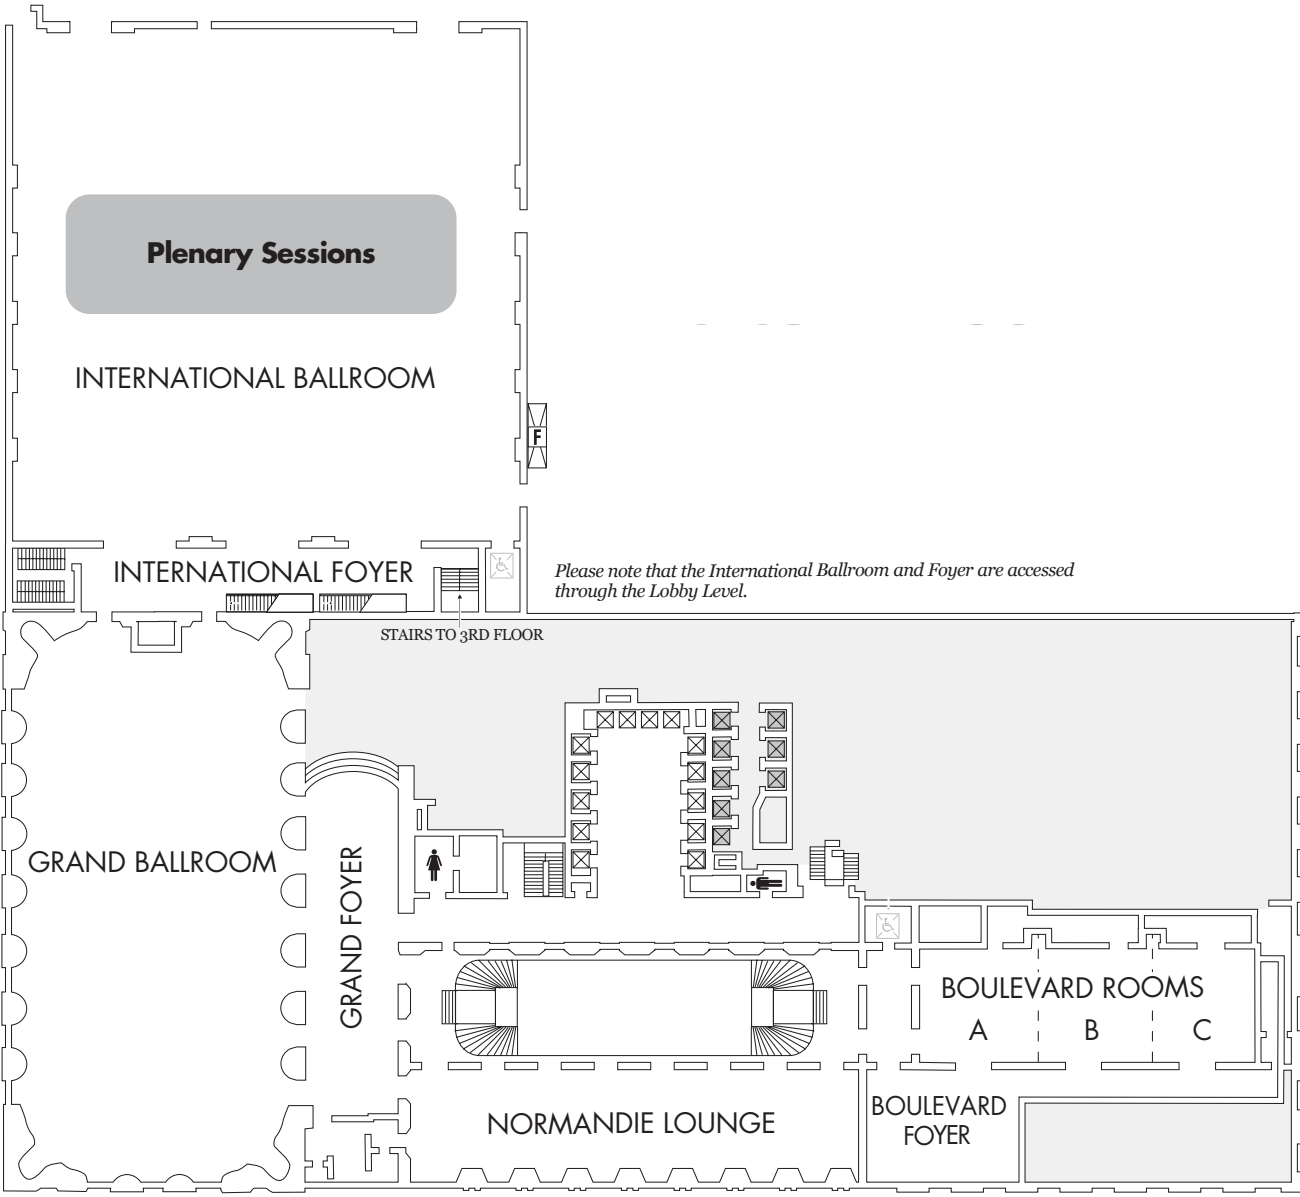 Plenary Sessions
INTERNATIONAL BALLROOM
F
INTERNATIONAL FOYER
Please note that the International Ballroom and Foyer are accessed
through the Lobby Level.
STAIRS TO 3RD FLOOR
GRAND BALLROOM
GRAND FOYER
BOULEVARD ROOMS
A
B
C
NORMANDIE LOUNGE
BOULEVARD
FOYER